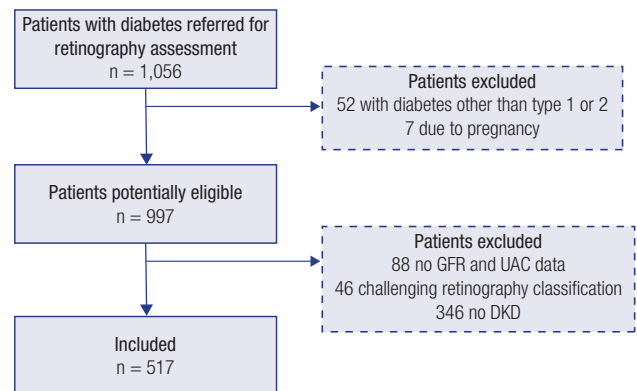 Patients with diabetes referred for
retinography assessment
n = 1,056
Patients excluded
52 with diabetes other than type 1 or 2
7 due to pregnancy
Patients potentially eligible
n = 997
Patients excluded
88 no GFR and UAC data
46 challenging retinography classification
346 no DKD
Included
n = 517